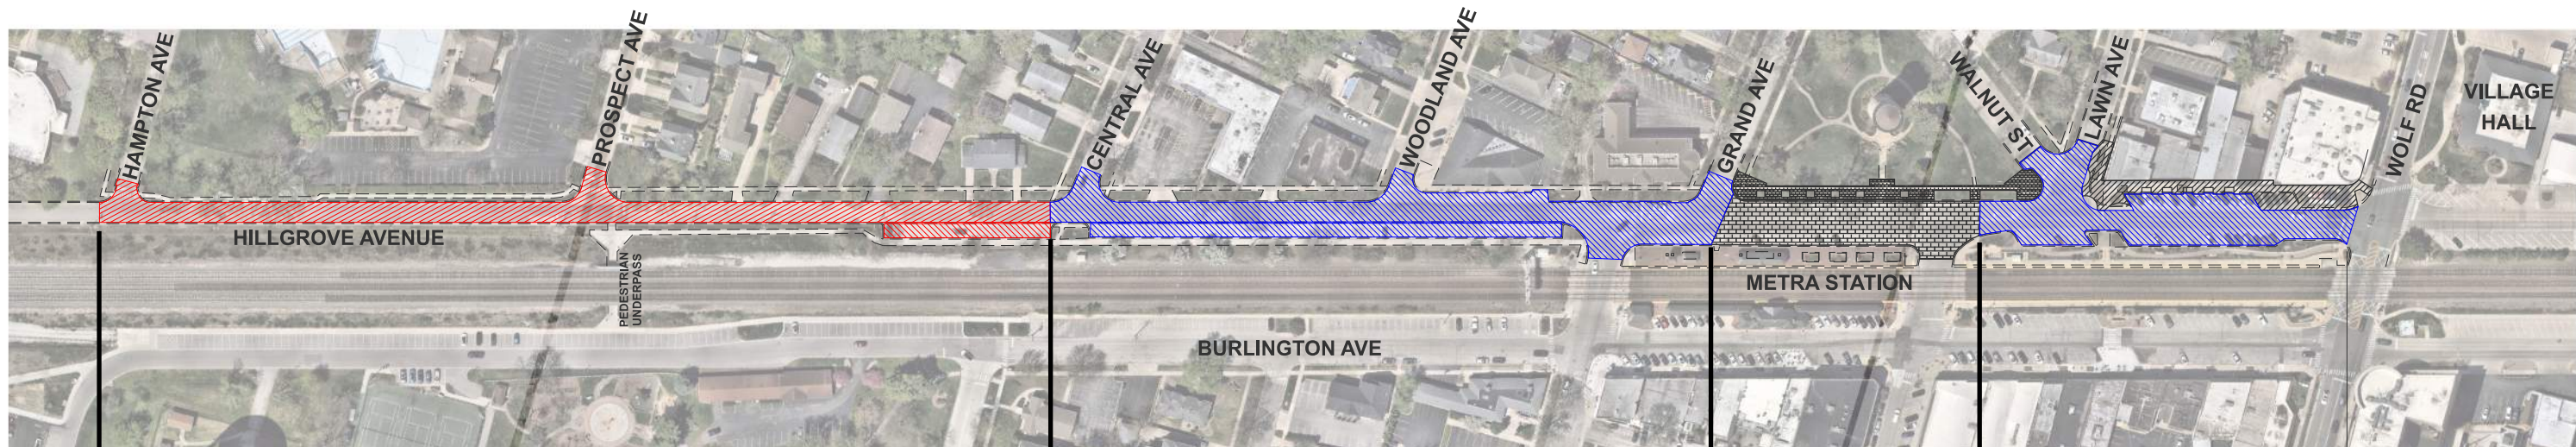 HAMPTON AVE
PROSPECT AVE
CENTRAL AVE
WOODLAND AVE
GRAND AVE
WALNUT ST
LAWN AVE
WOLF RD
VILLAGE
HALL
HILLGROVE AVENUE
PEDESTRIAN
UNDERPASS
METRA STATION
BURLINGTON AVE